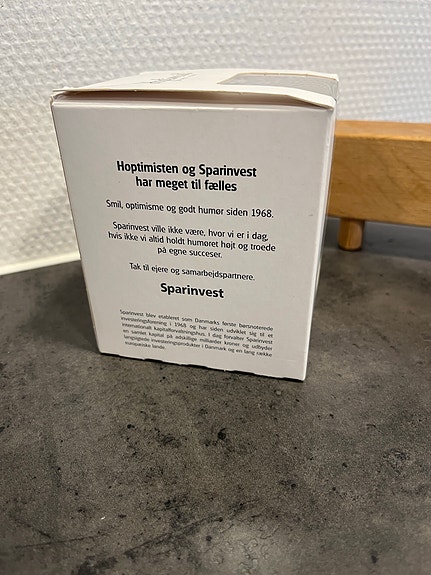 Hoptimisten og Sparinvest
har meget til fælles
Smil, optimisme og godt humør siden 1968.
Sparinvest ville ikke være, hvor vi er i dag,
hvis ikke vi altid holdt humøret højt og troede
på egne succeser.
Tak til ejere og samarbejdspartnere.
Sparinvest
Sparinvest blev etableret som Danmarks første børsnoterede
investeringsforening i 1968 og har siden udviklet sig til et
internationalt kapitalforvaltningshus. I dag forvalter Sparinvest
en samlet kapital på adskillige milliarder kroner og udbyder
langsigtede investeringsprodukter i Danmark og en lang række
europæiske lande.